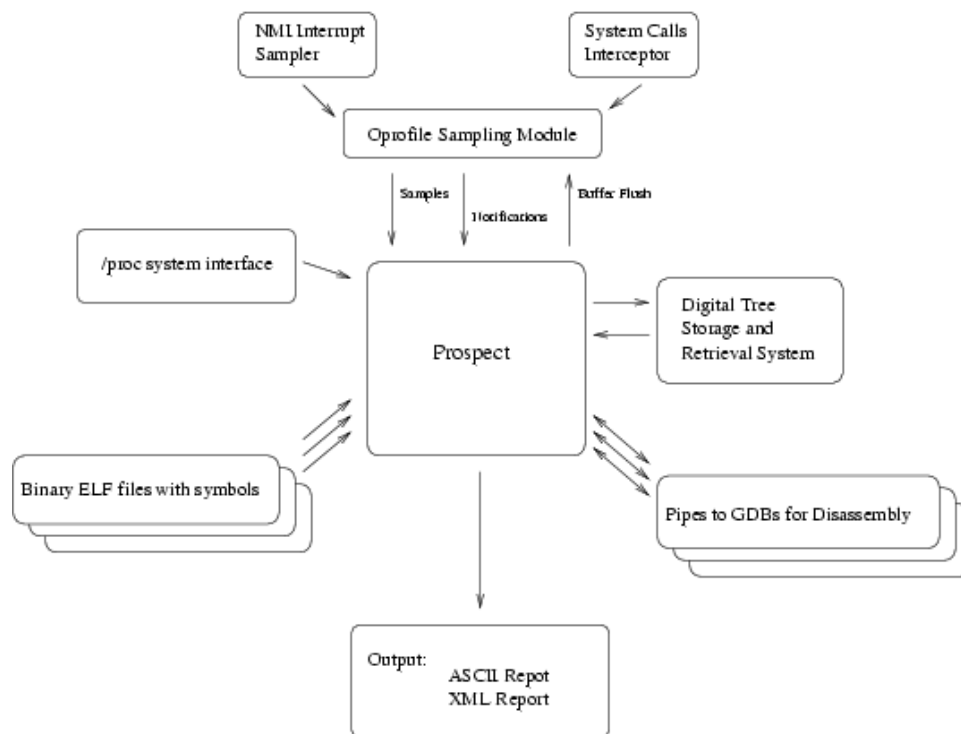 NMI Interrupt
Sampler
System Calls
Interceptor
Oprofile Sampling Module
Samples
Notifications
Buffer Flush
/proc system interface
Prospect
Digital Tree
Storage and
Retrieval System
Binary ELF files with symbols
Pipes to GDBs for Disassembly
Output:
ASCII Repot
XML Report